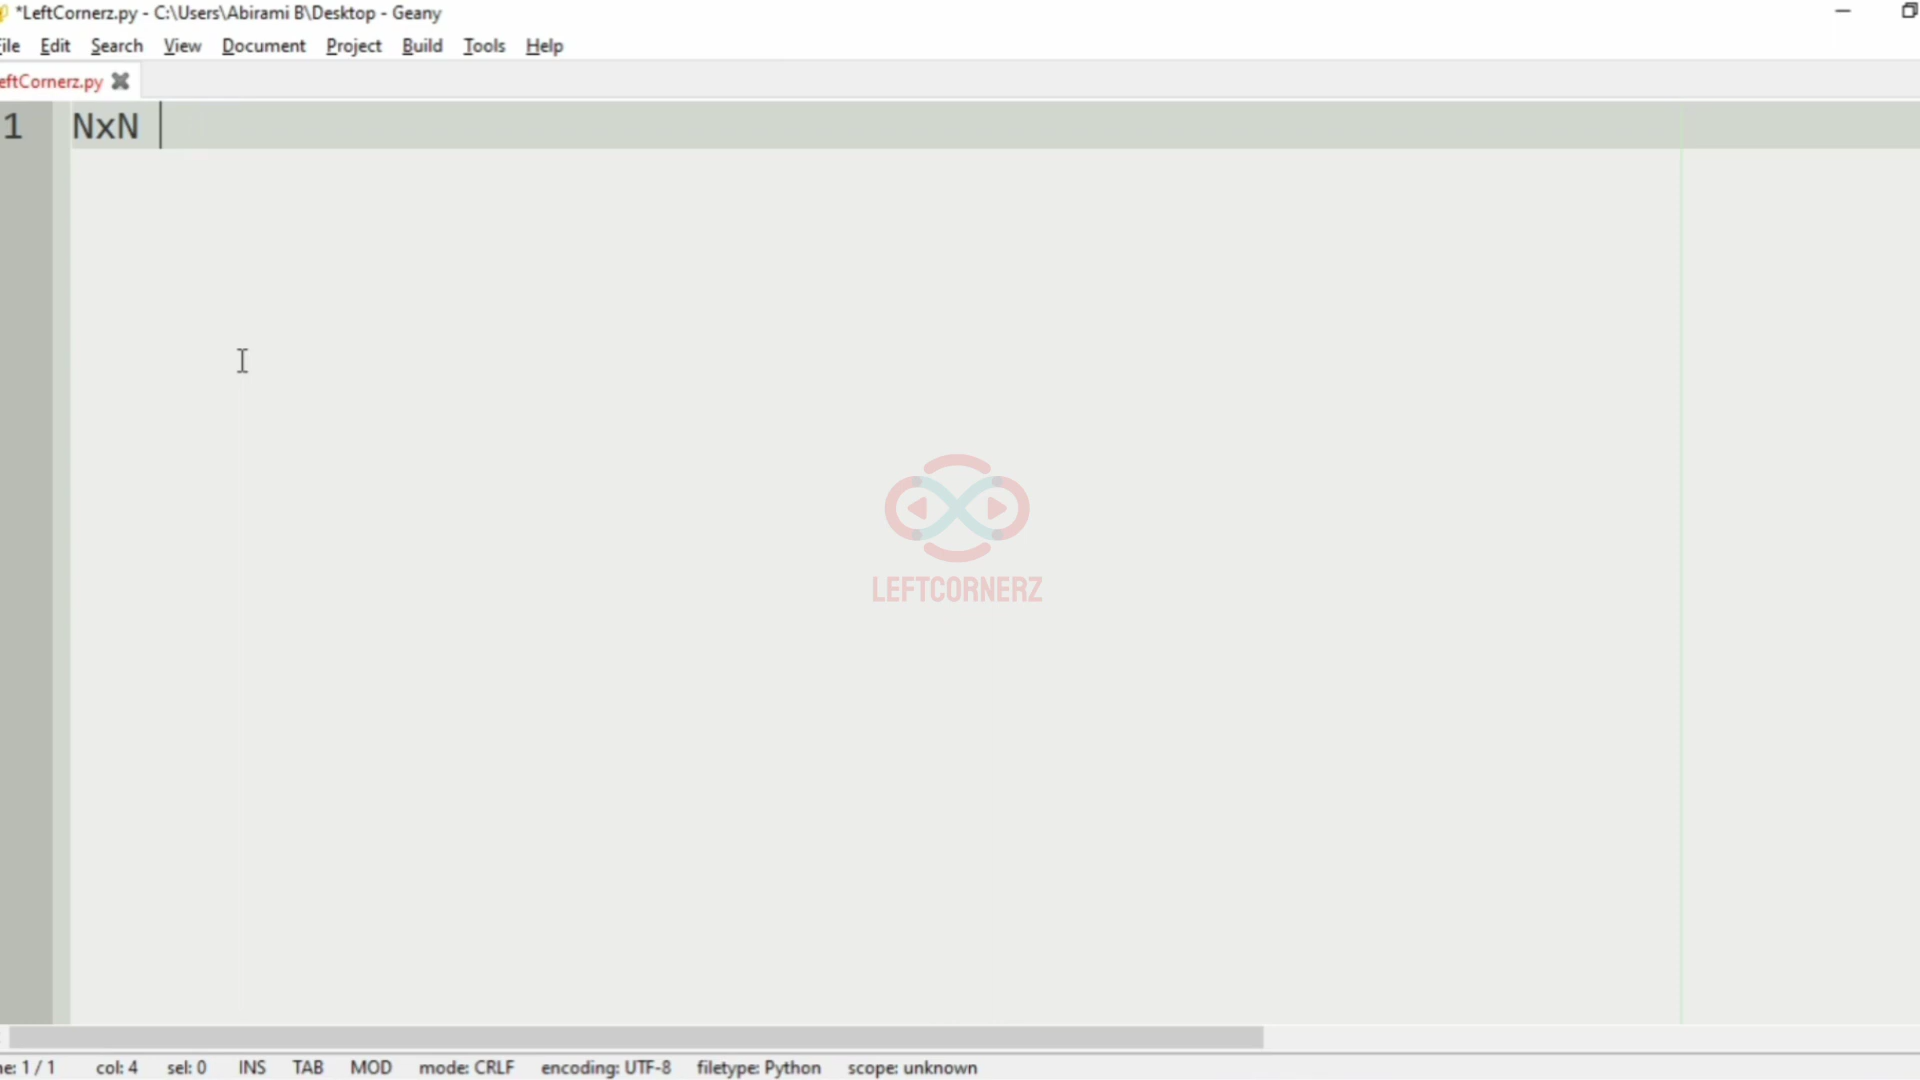 *LeftCornerz.py - C:\Users\Abirami B\Desktop - Geany
File Edit Search View Document Project Build Tools Help
eftCornerz.py
1 NxN
LEFTCORNERZ
ne: 1 / 1 col: 4 sel: 0 INS TAB MOD mode: CRLF encoding: UTF-8 filetype: Python scope: unknown